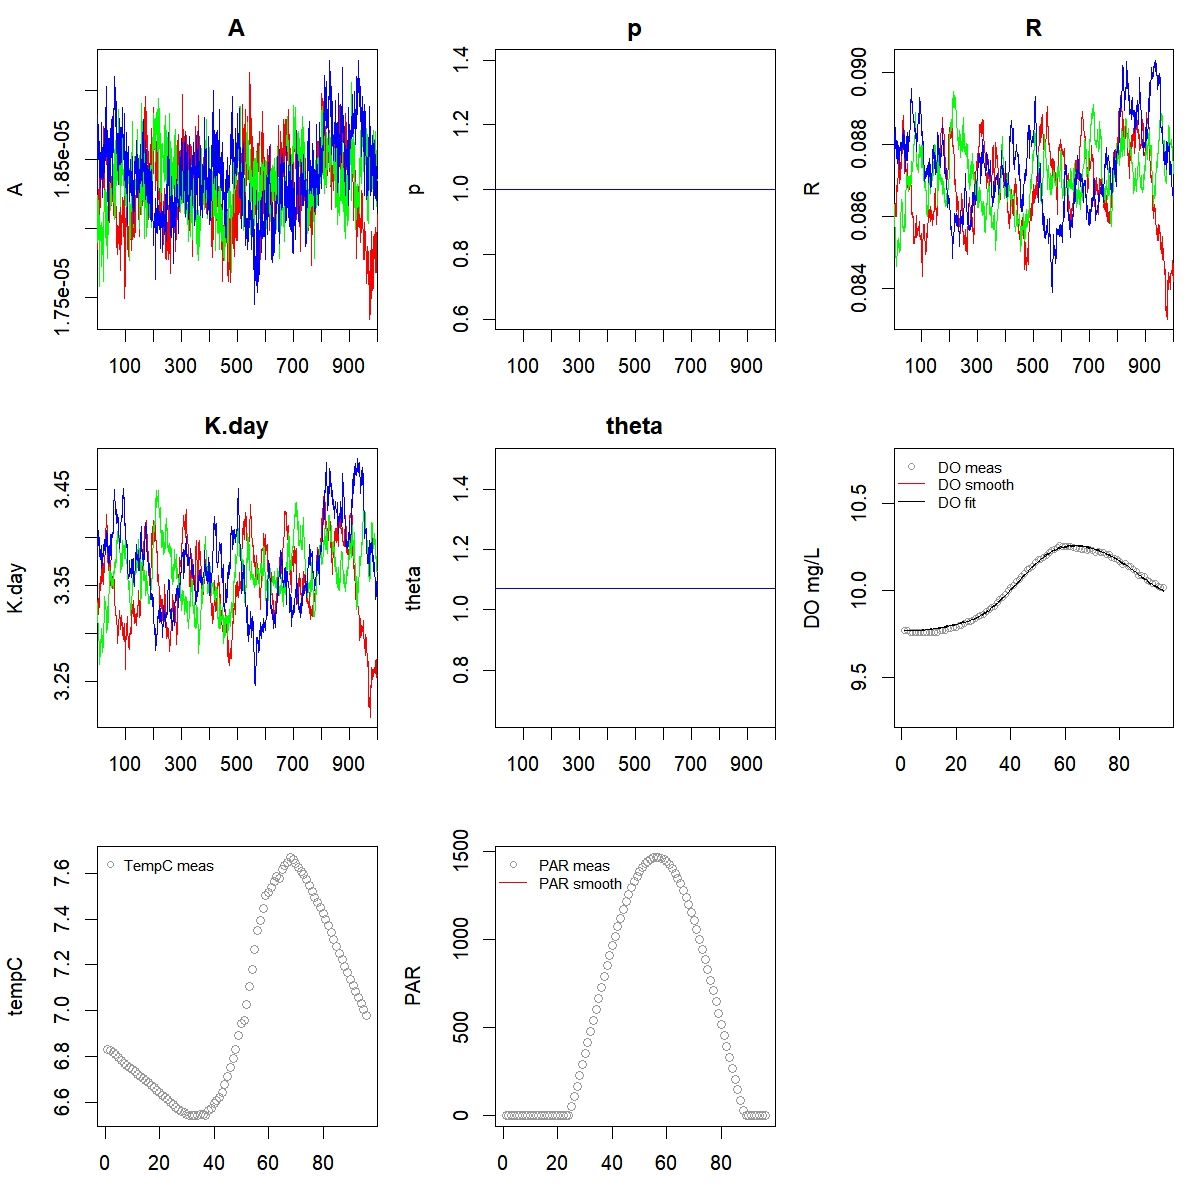 A
A
1.75e-05 1.85e-05
100 300 500 700 900
p
p
0.6 0.8 1.0 1.2 1.4
100 300 500 700 900
R
R
0.084 0.086 0.088 0.090
100 300 500 700 900
K.day
K.day
3.25 3.35 3.45
100 300 500 700 900
theta
theta
0.8 1.0 1.2 1.4
100 300 500 700 900
DO mg/L
9.5 10.0 10.5
DO meas
DO smooth
DO fit
0 20 40 60 80
tempC
6.6 6.8 7.0 7.2 7.4 7.6
TempC meas
0 20 40 60 80
PAR
0 500 1000 1500
PAR meas
PAR smooth
0 20 40 60 80